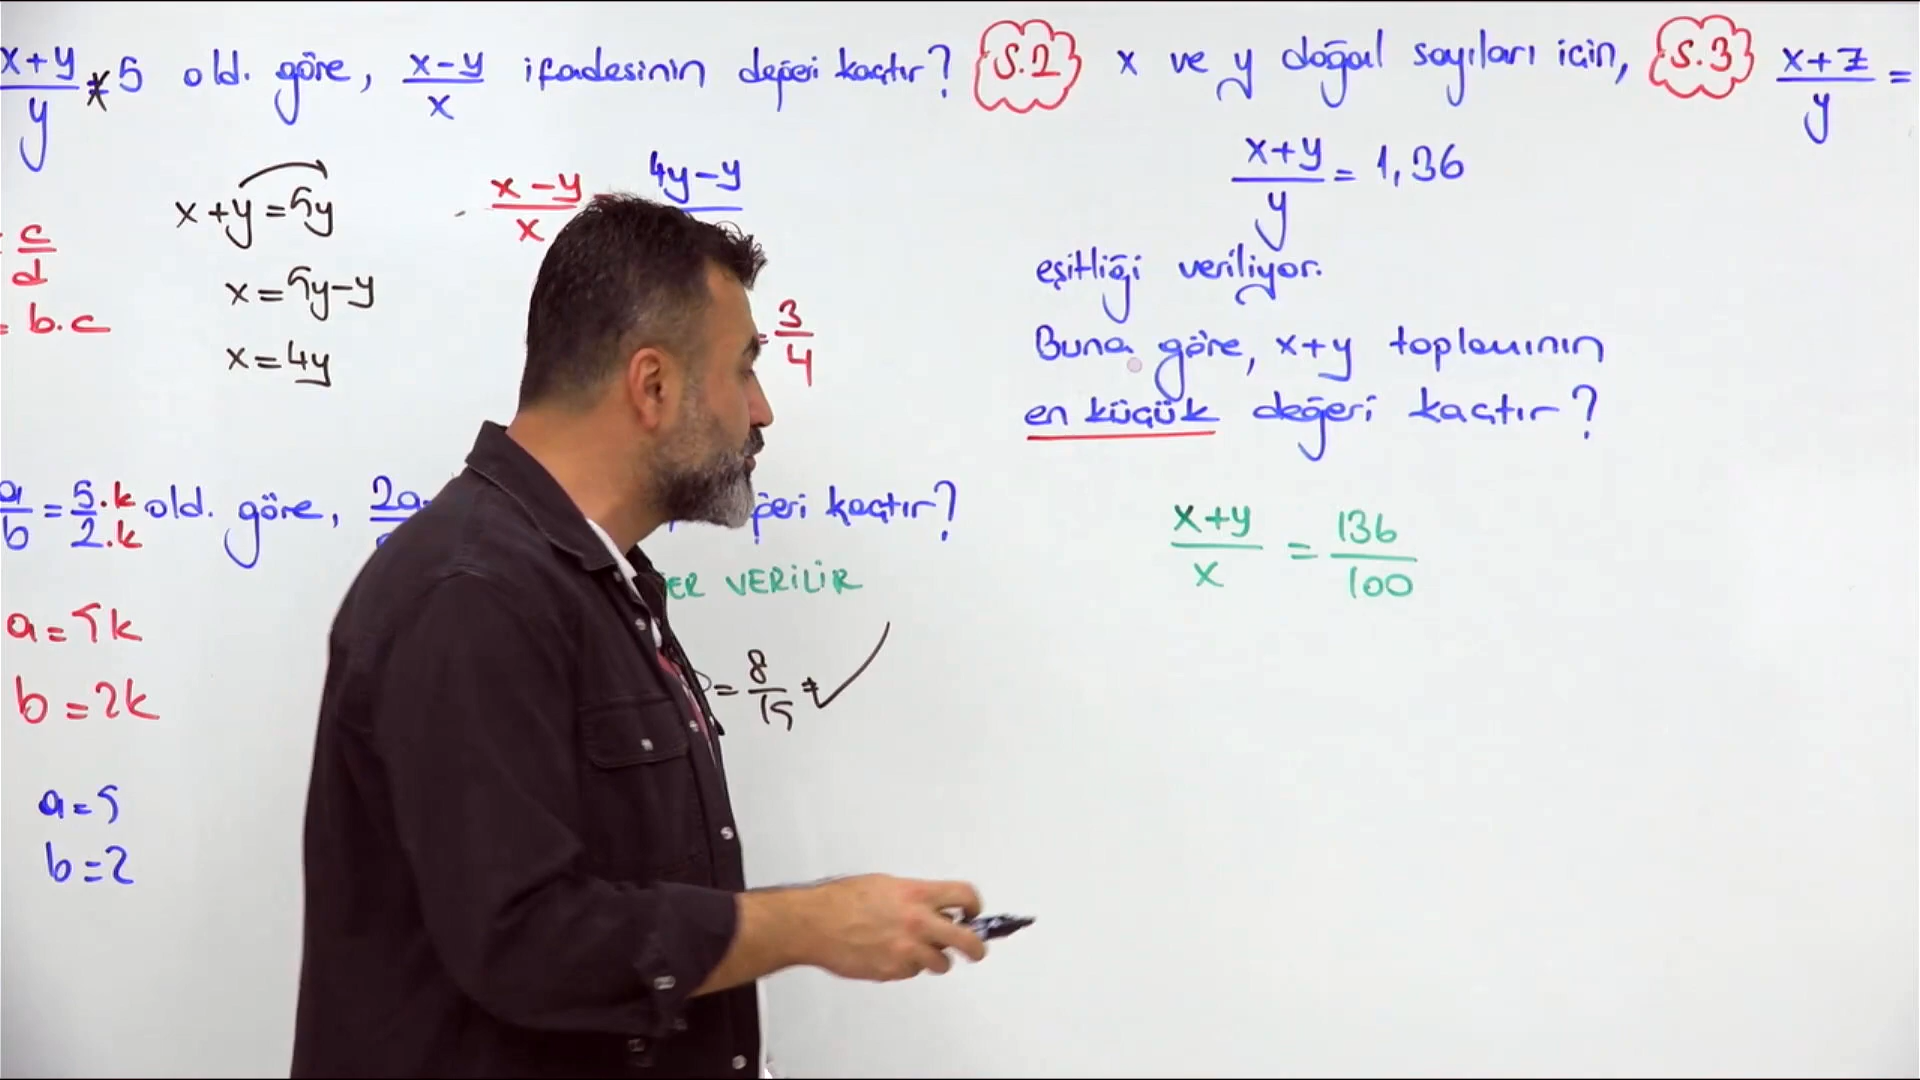 x+y/y = 5 old. göre, x-y/x ifadesinin değeri kaçtır?
x+y=5y
x=5y-y
x=4y
x-y/x
4y-y
= 3/4
c/d
= b.c
a/b = 5.k/2.k old. göre, 2a- değeri kaçtır?
VERİLİR
a=5k
b=2k
= 8/15
a=5
b=2
S.2 x ve y doğal sayıları için,
x+y/y = 1,36
eşitliği veriliyor.
Buna göre, x+y toplamının
en küçük değeri kaçtır?
x+y/x = 136/100
S.3 x+z/y =